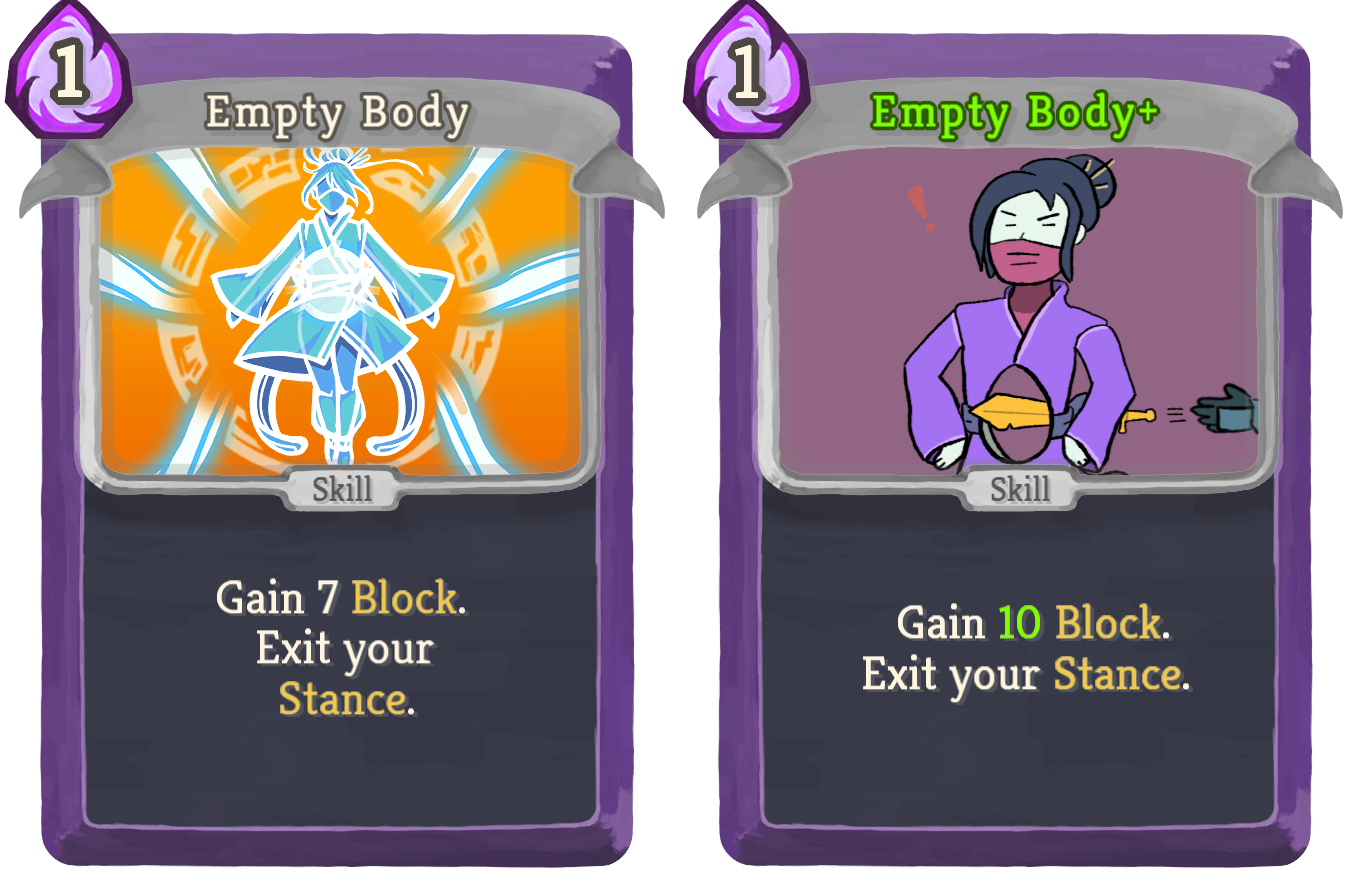 1
Empty Body
Skill
Gain 7 Block.
Exit your
Stance.
1
Empty Body+
!
Skill
Gain 10 Block.
Exit your Stance.